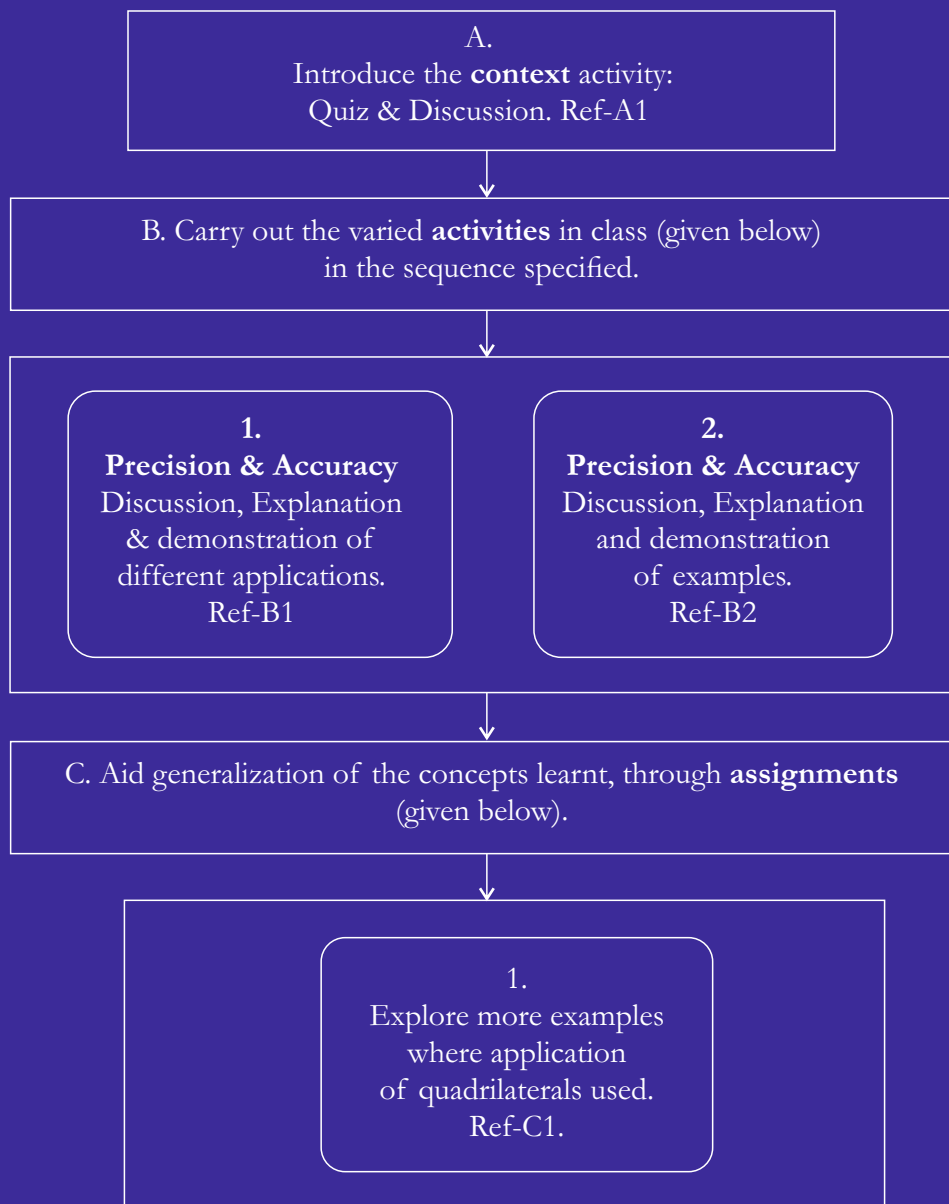 A.
Introduce the context activity:
Quiz & Discussion. Ref-A1
B. Carry out the varied activities in class (given below)
in the sequence specified.
1.
Precision & Accuracy
Discussion, Explanation
& demonstration of
different applications.
Ref-B1
2.
Precision & Accuracy
Discussion, Explanation
and demonstration
of examples.
Ref-B2
C. Aid generalization of the concepts learnt, through assignments
(given below).
1.
Explore more examples
where application
of quadrilaterals used.
Ref-C1.